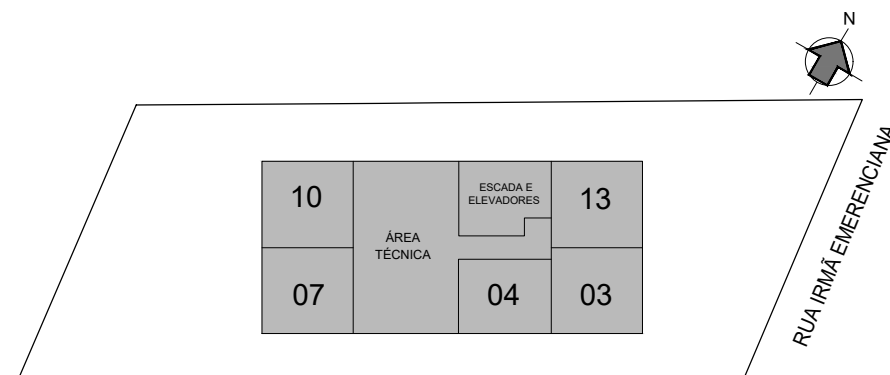 N
10
ESCADA E
ELEVADORES
13
ÁREA
TÉCNICA
07
04
03
RUA IRMÃ EMERENCIANA